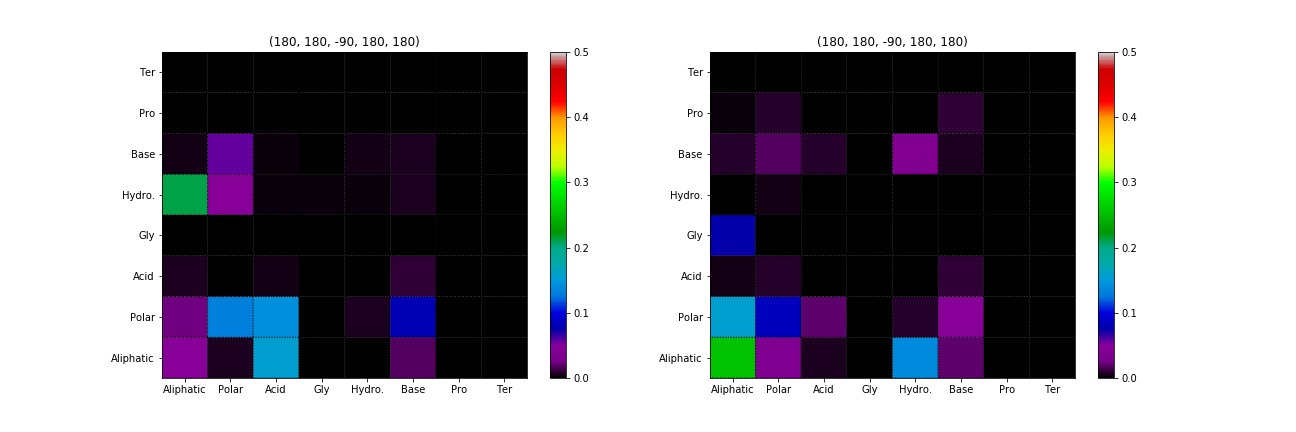 (180, 180, -90, 180, 180)
Ter
Pro
Base
Hydro.
Gly
Acid
Polar
Aliphatic
Aliphatic Polar Acid Gly Hydro. Base Pro Ter
0.5
0.4
0.3
0.2
0.1
0.0
(180, 180, -90, 180, 180)
Ter
Pro
Base
Hydro.
Gly
Acid
Polar
Aliphatic
Aliphatic Polar Acid Gly Hydro. Base Pro Ter
0.5
0.4
0.3
0.2
0.1
0.0